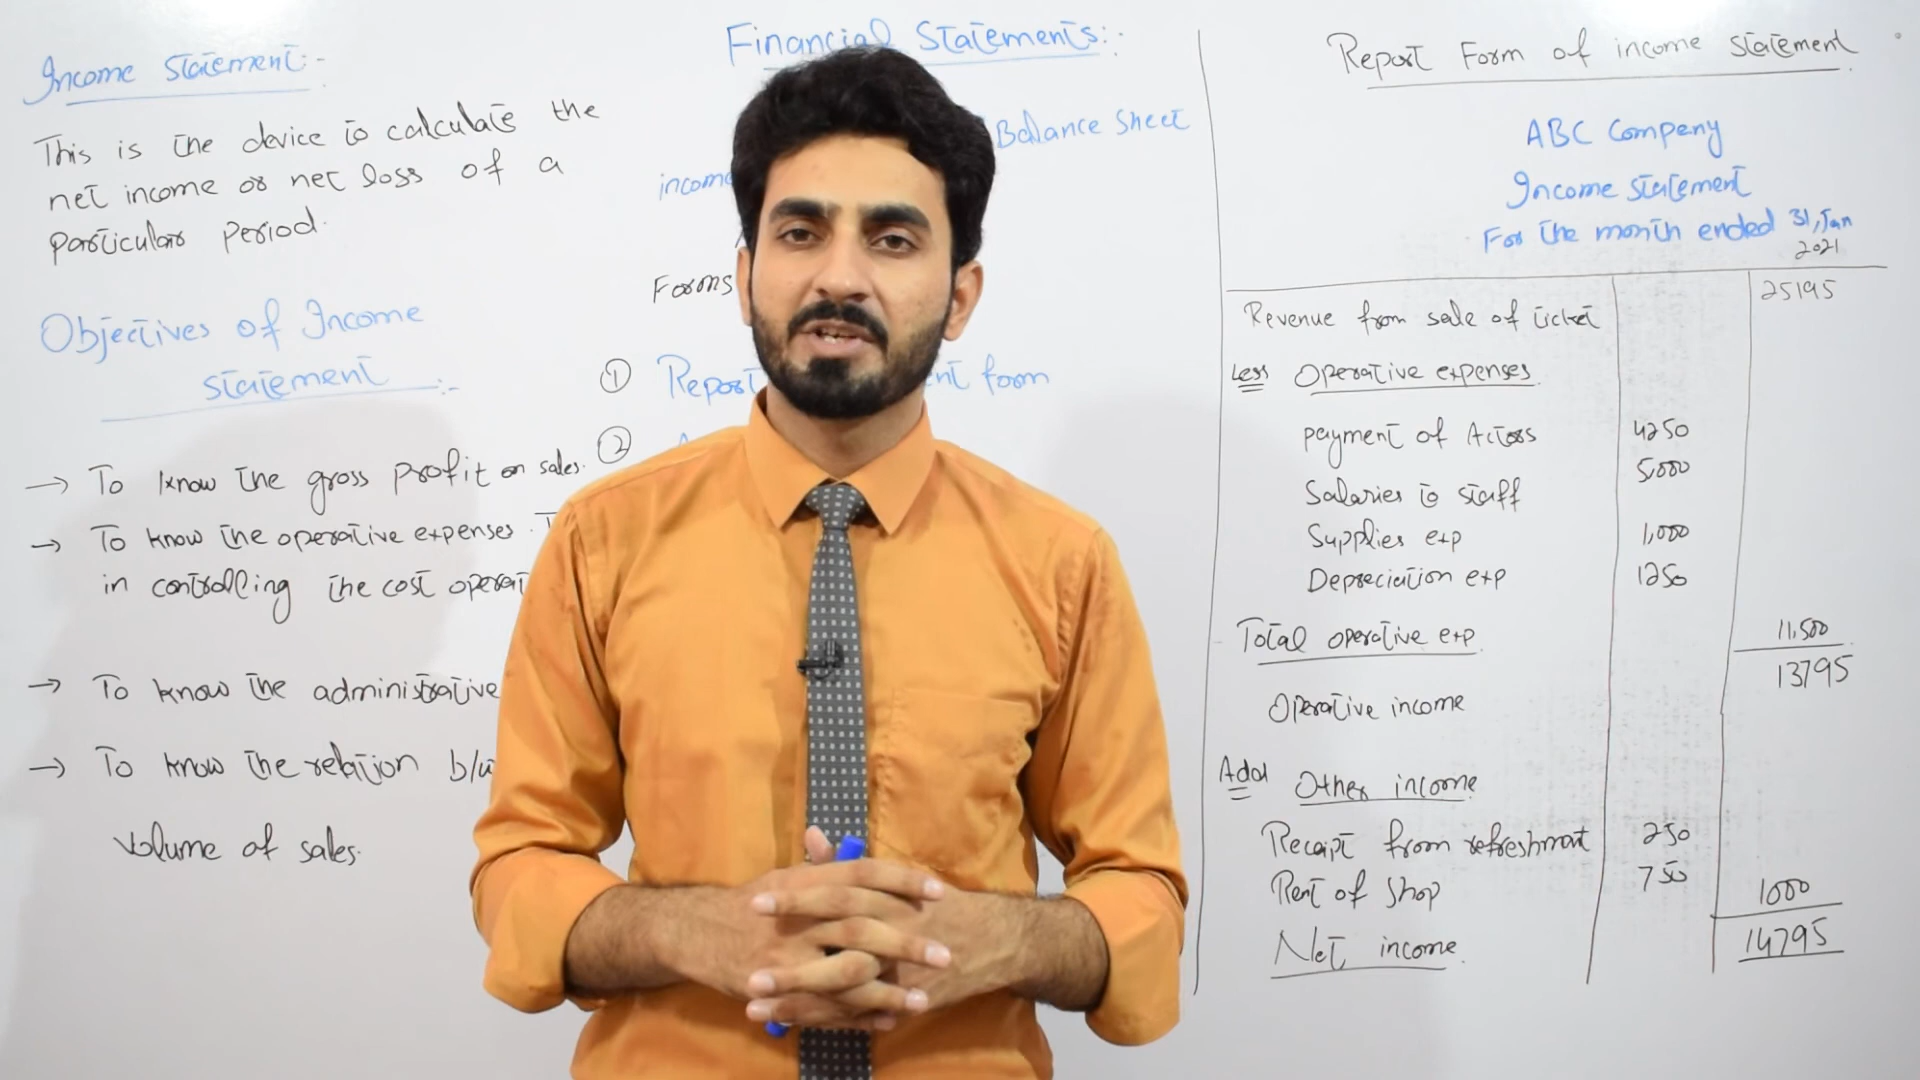 Income Statement:-
This is the device to calculate the
net income or net loss of a
particular period.
Objectives of Income
statement :-
→ To know the gross profit on sales.
→ To know the operative expenses.
in controlling the cost
→ To know the administrative
→ To know the relation
volume of sales.
Financial Statements:-
Balance Sheet
income
Forms
① Report form
②
Report Form of income statement
ABC Company
Income statement
For the month ended 31, Jan
2021
Revenue from sale of ticket 25195
Less Operative expenses
payment of Actors 4250
Salaries to staff 5,000
Supplies exp 1,000
Depreciation exp 1250
Total operative exp 11,500
Operative income 13795
Add Other income
Receipt from refreshment 250
Rent of shop 750 1000
Net income 14795